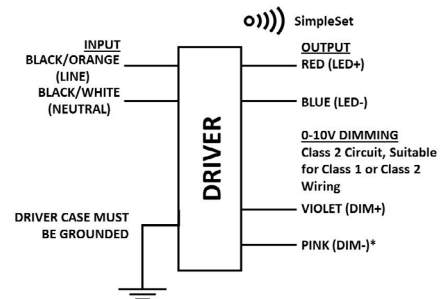 SimpleSet
INPUT
BLACK/ORANGE
(LINE)
BLACK/WHITE
(NEUTRAL)
DRIVER CASE MUST
BE GROUNDED
DRIVER
OUTPUT
RED (LED+)
BLUE (LED-)
0-10V DIMMING
Class 2 Circuit, Suitable
for Class 1 or Class 2
Wiring
VIOLET (DIM+)
PINK (DIM-)*